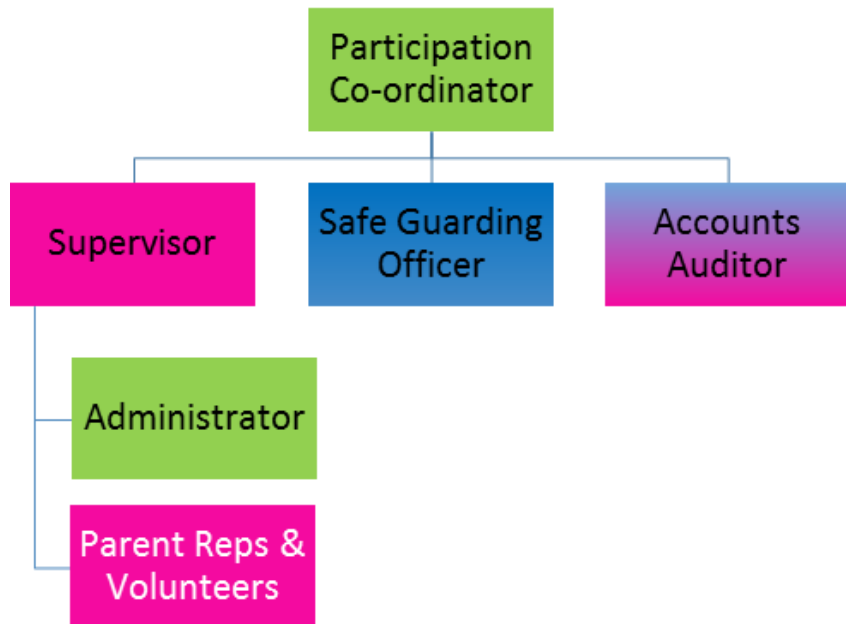 Participation
Co-ordinator
Supervisor
Safe Guarding
Officer
Accounts
Auditor
Administrator
Parent Reps &
Volunteers